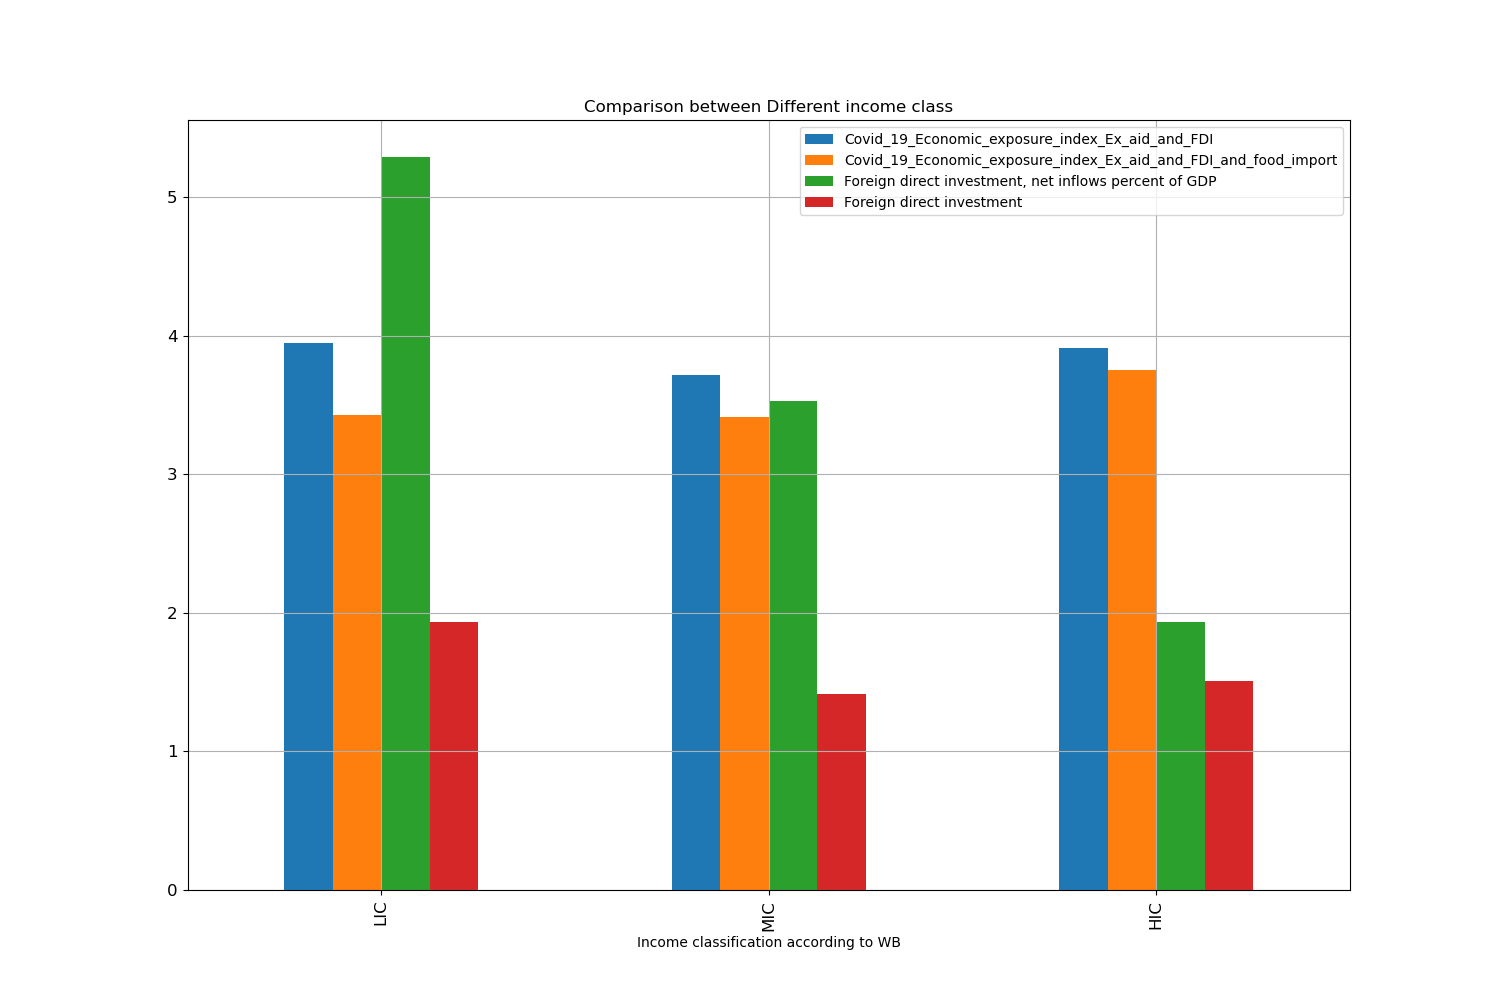 Comparison between Different income class
Covid_19_Economic_exposure_index_Ex_aid_and_FDI
Covid_19_Economic_exposure_index_Ex_aid_and_FDI_and_food_import
Foreign direct investment, net inflows percent of GDP
Foreign direct investment
5
4
3
2
1
0
LIC
MIC
HIC
Income classification according to WB